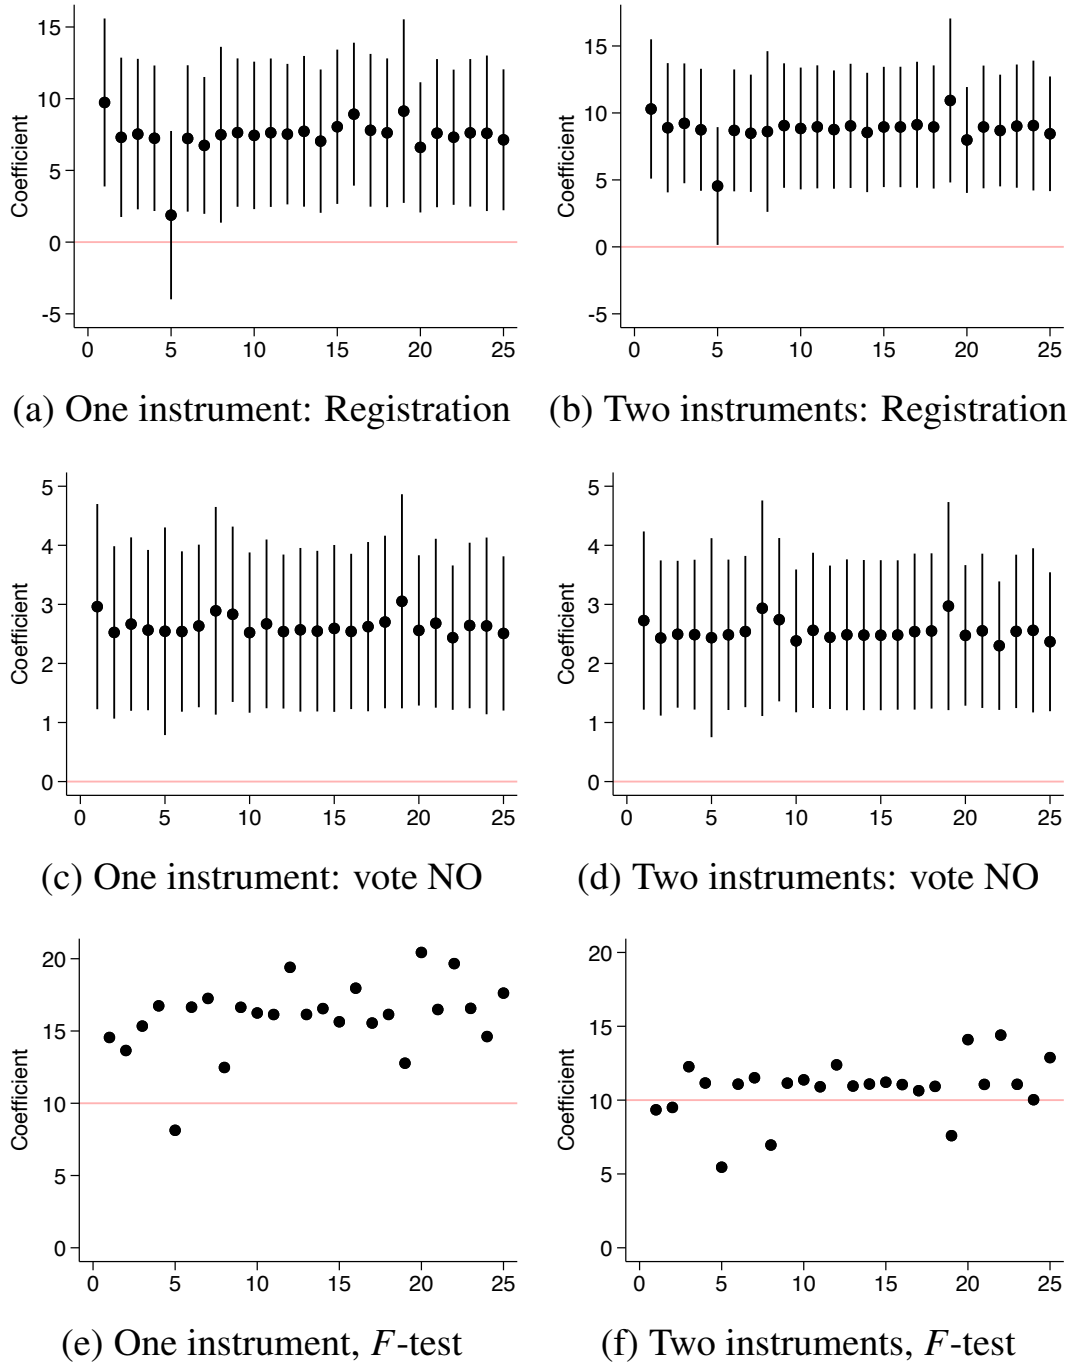 15
10
5
0
-5
Coefficient
0 5 10 15 20 25
(a) One instrument: Registration
15
10
5
0
-5
Coefficient
0 5 10 15 20 25
(b) Two instruments: Registration
5
4
3
2
1
0
Coefficient
0 5 10 15 20 25
(c) One instrument: vote NO
5
4
3
2
1
0
Coefficient
0 5 10 15 20 25
(d) Two instruments: vote NO
20
15
10
5
0
Coefficient
0 5 10 15 20 25
(e) One instrument, F-test
20
15
10
5
0
Coefficient
0 5 10 15 20 25
(f) Two instruments, F-test